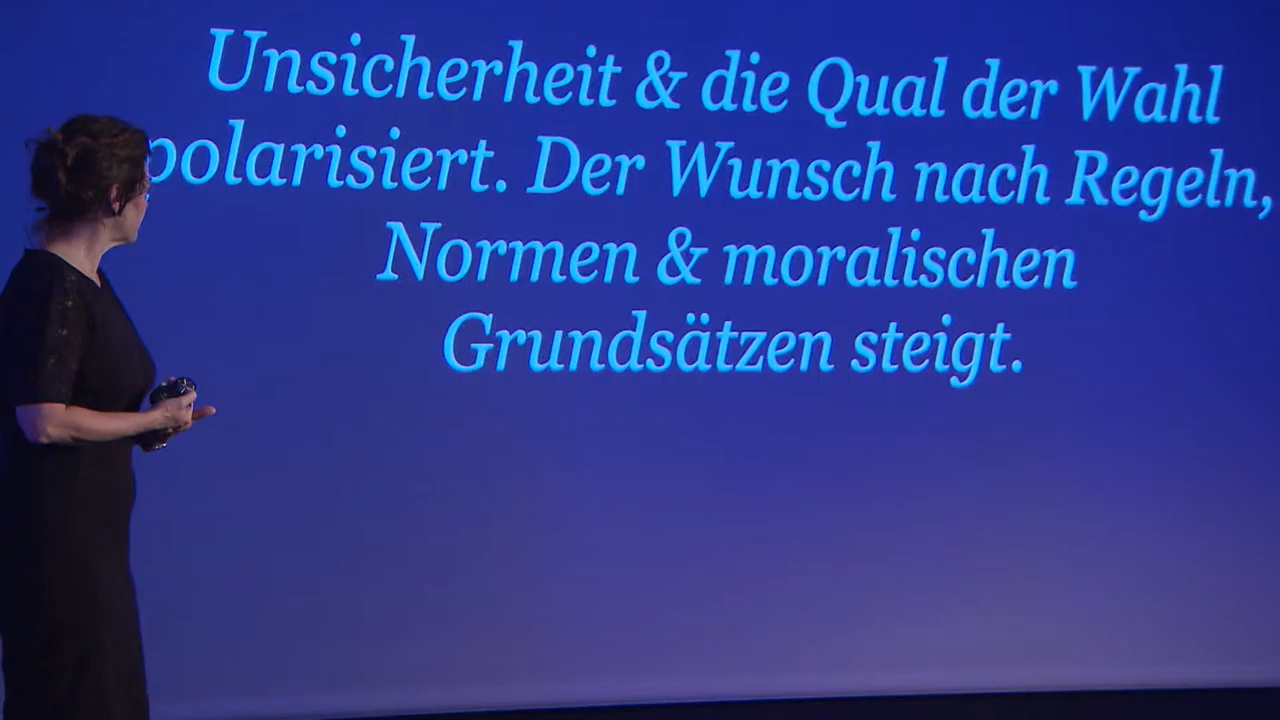 Unsicherheit & die Qual der Wahl
polarisiert. Der Wunsch nach Regeln,
Normen & moralischen
Grundsätzen steigt.